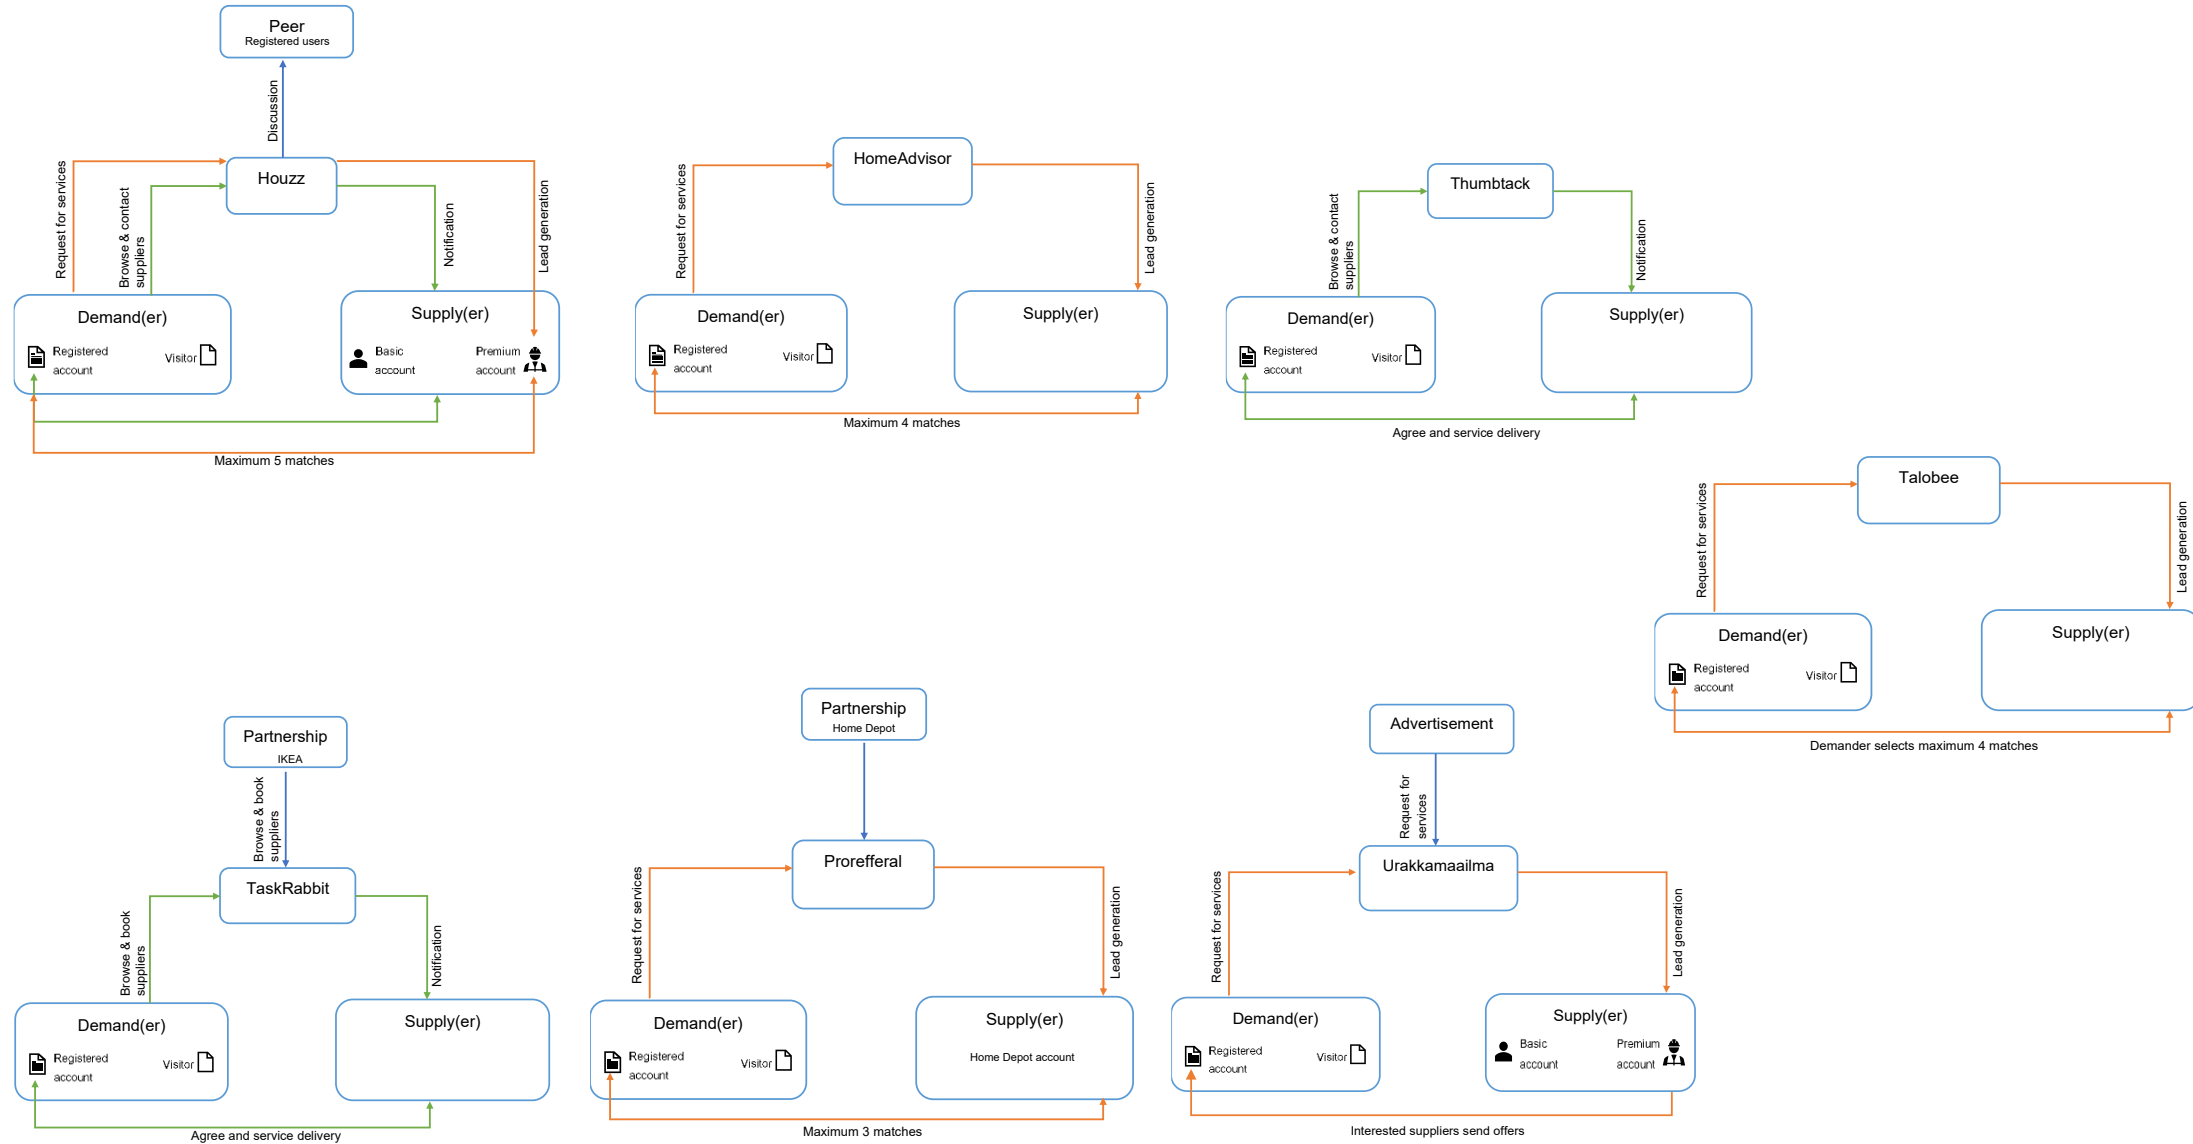 Peer
Registered users
Discussion
Houzz
Request for services
Browse & contact
suppliers
Notification
Lead generation
Demand(er)
Registered
account
Visitor
Supply(er)
Basic
account
Premium
account
Maximum 5 matches
HomeAdvisor
Request for services
Lead generation
Demand(er)
Registered
account
Visitor
Supply(er)
Maximum 4 matches
Thumbtack
Browse & contact
suppliers
Notification
Demand(er)
Registered
account
Visitor
Supply(er)
Agree and service delivery
Talobee
Request for services
Lead generation
Demand(er)
Registered
account
Visitor
Supply(er)
Demander selects maximum 4 matches
Partnership
IKEA
Browse & book
suppliers
TaskRabbit
Browse & book
suppliers
Notification
Demand(er)
Registered
account
Visitor
Supply(er)
Agree and service delivery
Partnership
Home Depot
Prorefferal
Request for services
Lead generation
Demand(er)
Registered
account
Visitor
Supply(er)
Home Depot account
Maximum 3 matches
Advertisement
Request for
services
Urakkamaailma
Request for services
Lead generation
Demand(er)
Registered
account
Visitor
Supply(er)
Basic
account
Premium
account
Interested suppliers send offers